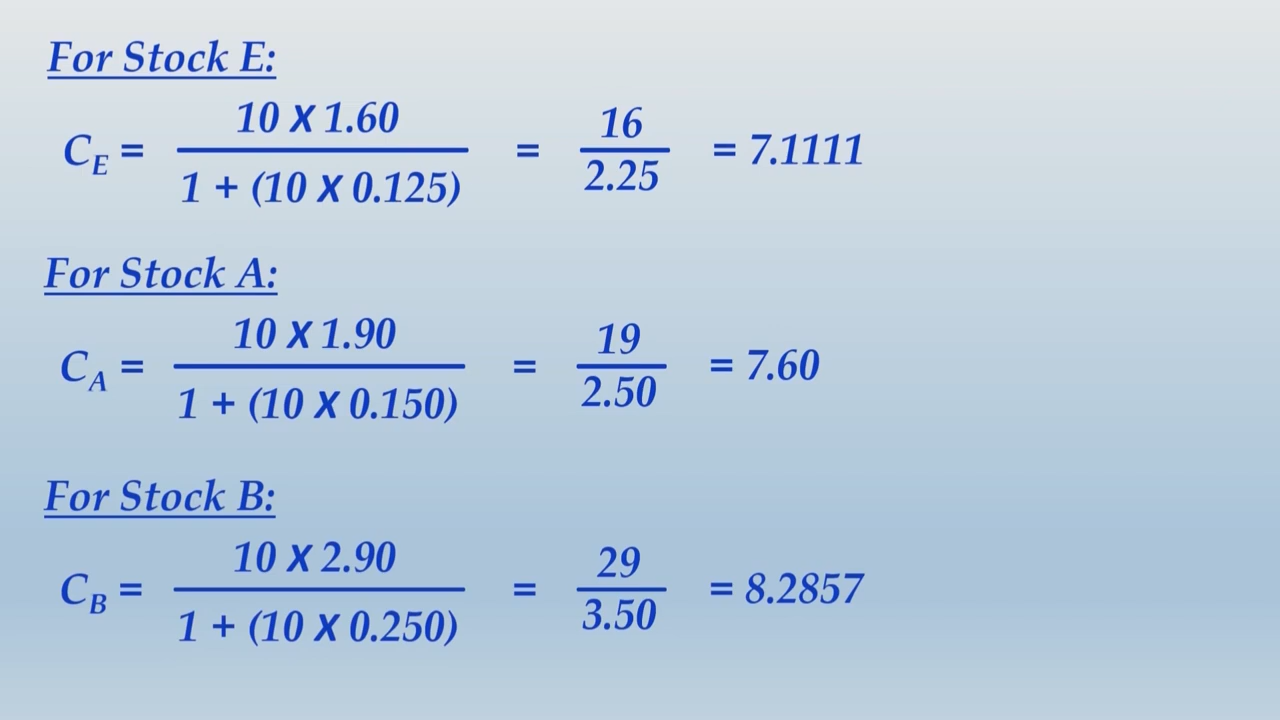 For Stock E:
C_E = (10 X 1.60) / (1 + (10 X 0.125)) = 16 / 2.25 = 7.1111
For Stock A:
C_A = (10 X 1.90) / (1 + (10 X 0.150)) = 19 / 2.50 = 7.60
For Stock B:
C_B = (10 X 2.90) / (1 + (10 X 0.250)) = 29 / 3.50 = 8.2857